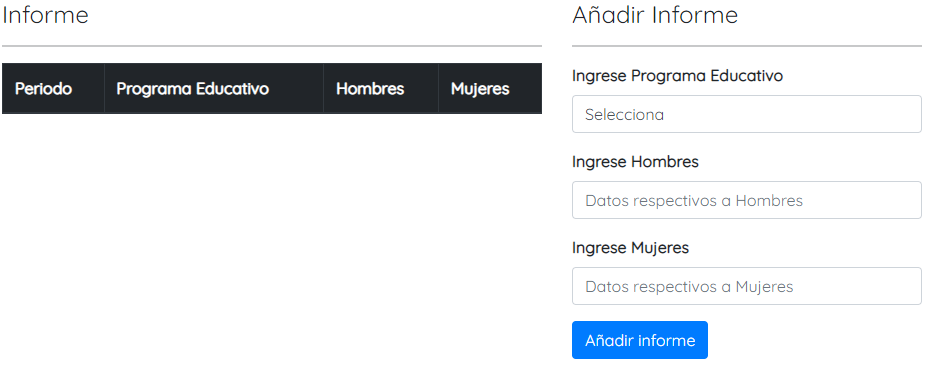 Informe
Periodo Programa Educativo Hombres Mujeres
Añadir Informe
Ingrese Programa Educativo
Selecciona
Ingrese Hombres
Datos respectivos a Hombres
Ingrese Mujeres
Datos respectivos a Mujeres
Añadir informe